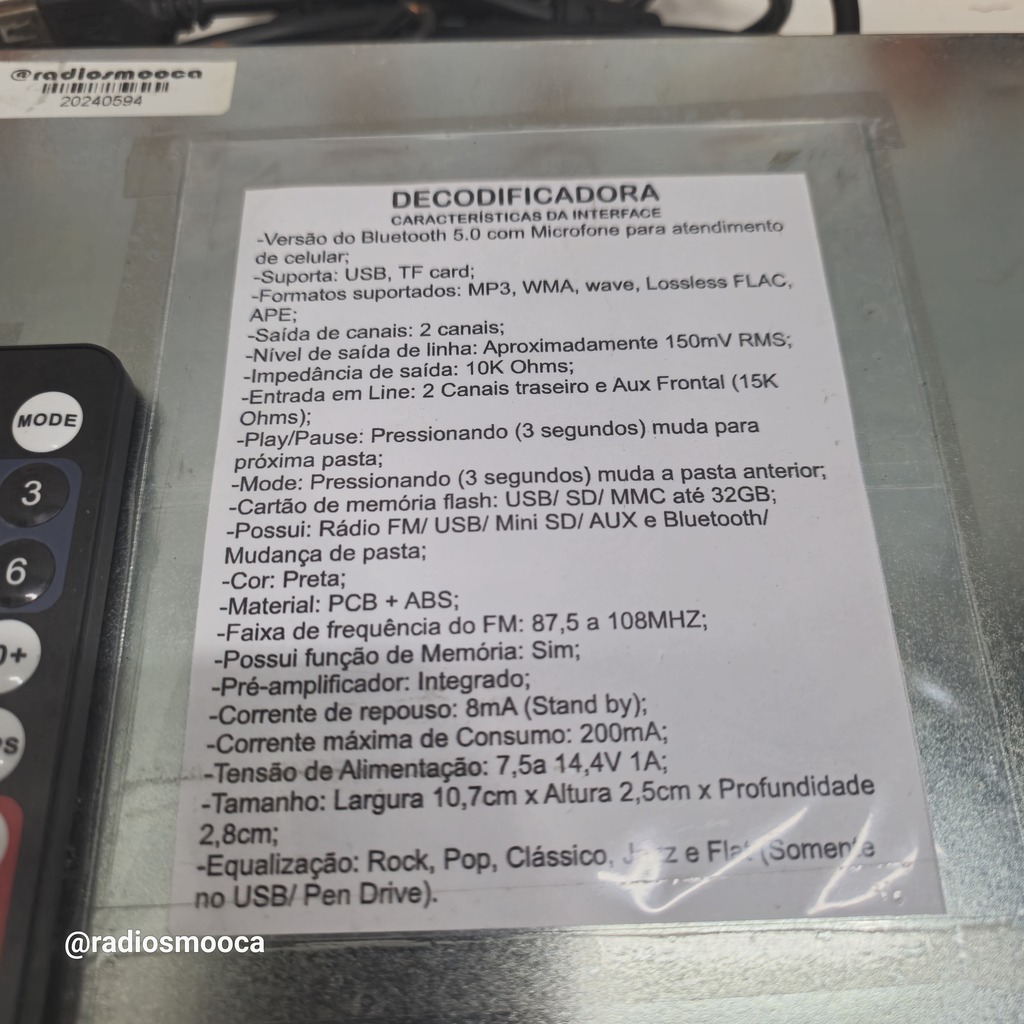 @radiosmooca
20240594
DECODIFICADORA
CARACTERÍSTICAS DA INTERFACE
-Versão do Bluetooth 5.0 com Microfone para atendimento
de celular;
-Suporta: USB, TF card;
-Formatos suportados: MP3, WMA, wave, Lossless FLAC,
APE;
-Saída de canais: 2 canais;
-Nível de saída de linha: Aproximadamente 150mV RMS;
-Impedância de saída: 10K Ohms;
-Entrada em Line: 2 Canais traseiro e Aux Frontal (15K
Ohms);
-Play/Pause: Pressionando (3 segundos) muda para
próxima pasta;
-Mode: Pressionando (3 segundos) muda a pasta anterior;
-Cartão de memória flash: USB/ SD/ MMC até 32GB;
-Possui: Rádio FM/ USB/ Mini SD/ AUX e Bluetooth/
Mudança de pasta;
-Cor: Preta;
-Material: PCB + ABS;
-Faixa de frequência do FM: 87,5 a 108MHZ;
-Possui função de Memória: Sim;
-Pré-amplificador: Integrado;
-Corrente de repouso: 8mA (Stand by);
-Corrente máxima de Consumo: 200mA;
-Tensão de Alimentação: 7,5a 14,4V 1A;
-Tamanho: Largura 10,7cm x Altura 2,5cm x Profundidade
2,8cm;
-Equalização: Rock, Pop, Clássico, Jazz e Flat (Somente
no USB/ Pen Drive).
MODE
3
6
0+
@radiosmooca